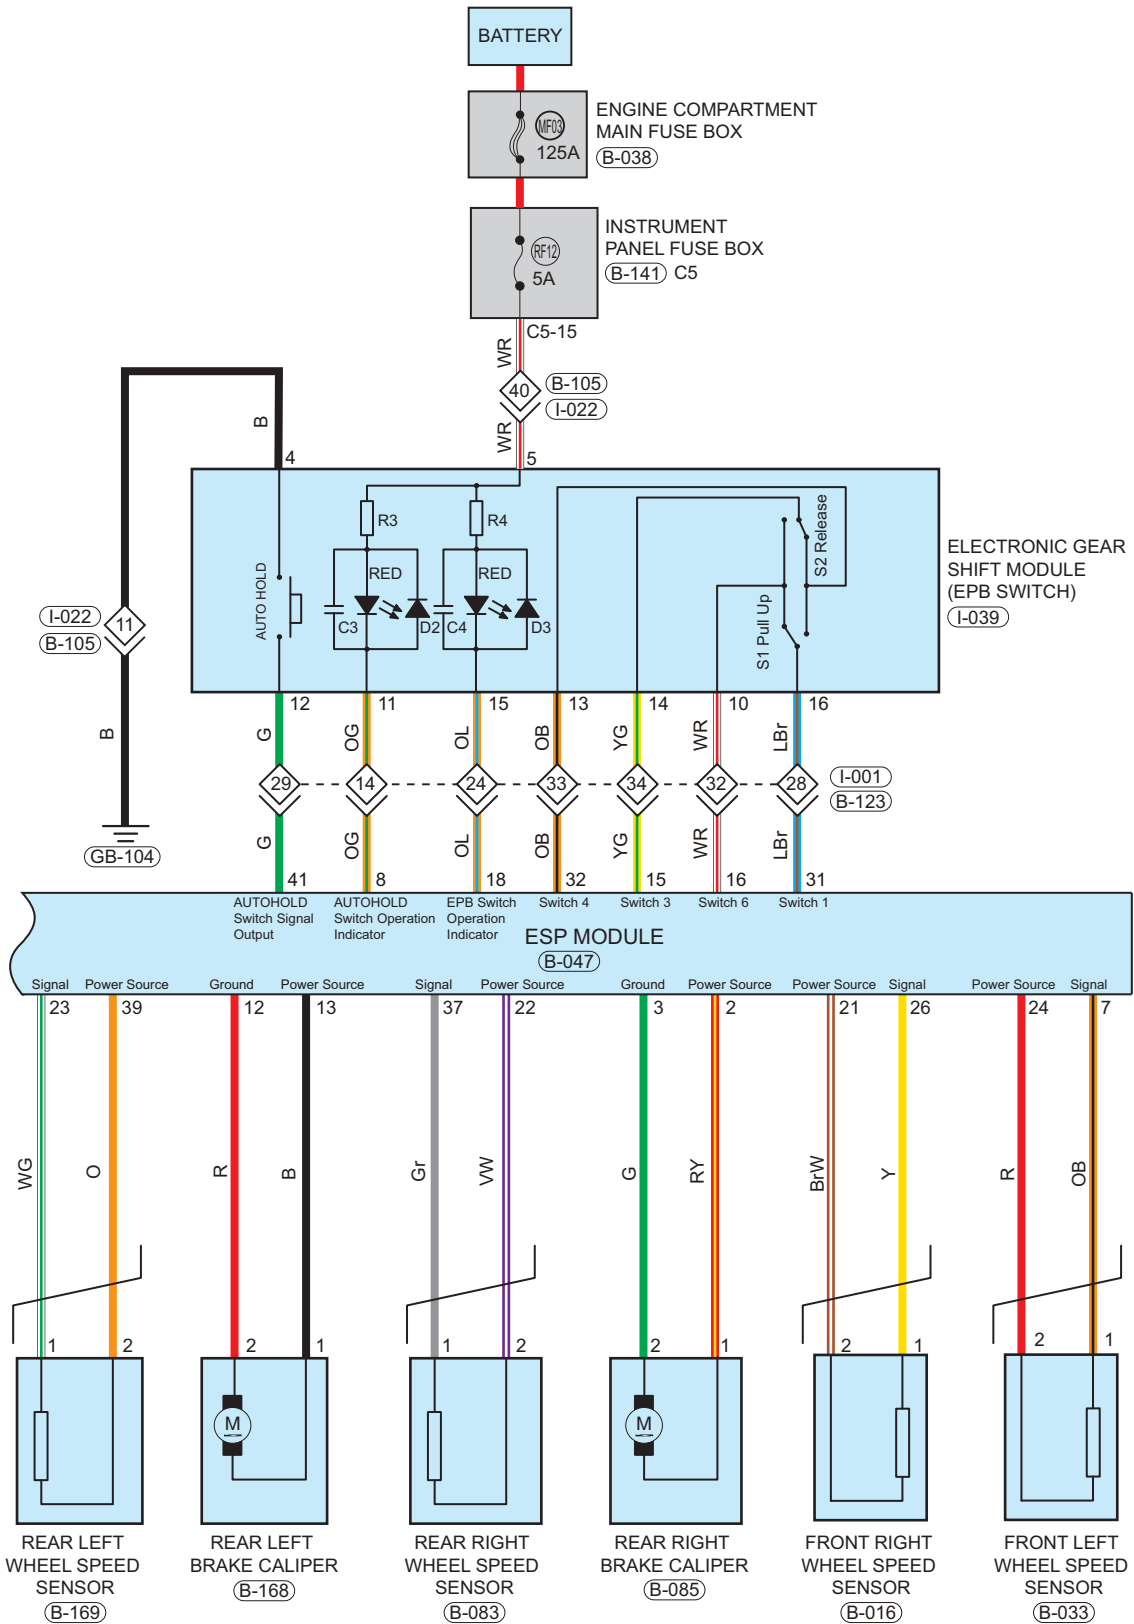 BATTERY
MF03
125A
ENGINE COMPARTMENT
MAIN FUSE BOX
B-038
RF12
5A
INSTRUMENT
PANEL FUSE BOX
B-141 C5
C5-15
WR
40
B-105
I-022
WR
B
4
5
R3
R4
RED
RED
C3
D2
C4
D3
AUTO HOLD
S1 Pull Up
S2 Release
ELECTRONIC GEAR
SHIFT MODULE
(EPB SWITCH)
I-039
I-022
11
B-105
B
GB-104
12 11 15 13 14 10 16
G OG OL OB YG WR LBr
29 14 24 33 34 32 28
I-001
B-123
G OG OL OB YG WR LBr
41 8 18 32 15 16 31
AUTOHOLD
Switch Signal
Output
AUTOHOLD
Switch Operation
Indicator
EPB Switch
Operation
Indicator
Switch 4
Switch 3
Switch 6
Switch 1
ESP MODULE
B-047
Signal Power Source Ground Power Source Signal Power Source Ground Power Source Power Source Signal Power Source Signal
23 39 12 13 37 22 3 2 21 26 24 7
WG O R B Gr VW G RY BrW Y R OB
1 2 2 1 1 2 2 1 2 1 2 1
M
M
REAR LEFT
WHEEL SPEED
SENSOR
B-169
REAR LEFT
BRAKE CALIPER
B-168
REAR RIGHT
WHEEL SPEED
SENSOR
B-083
REAR RIGHT
BRAKE CALIPER
B-085
FRONT RIGHT
WHEEL SPEED
SENSOR
B-016
FRONT LEFT
WHEEL SPEED
SENSOR
B-033